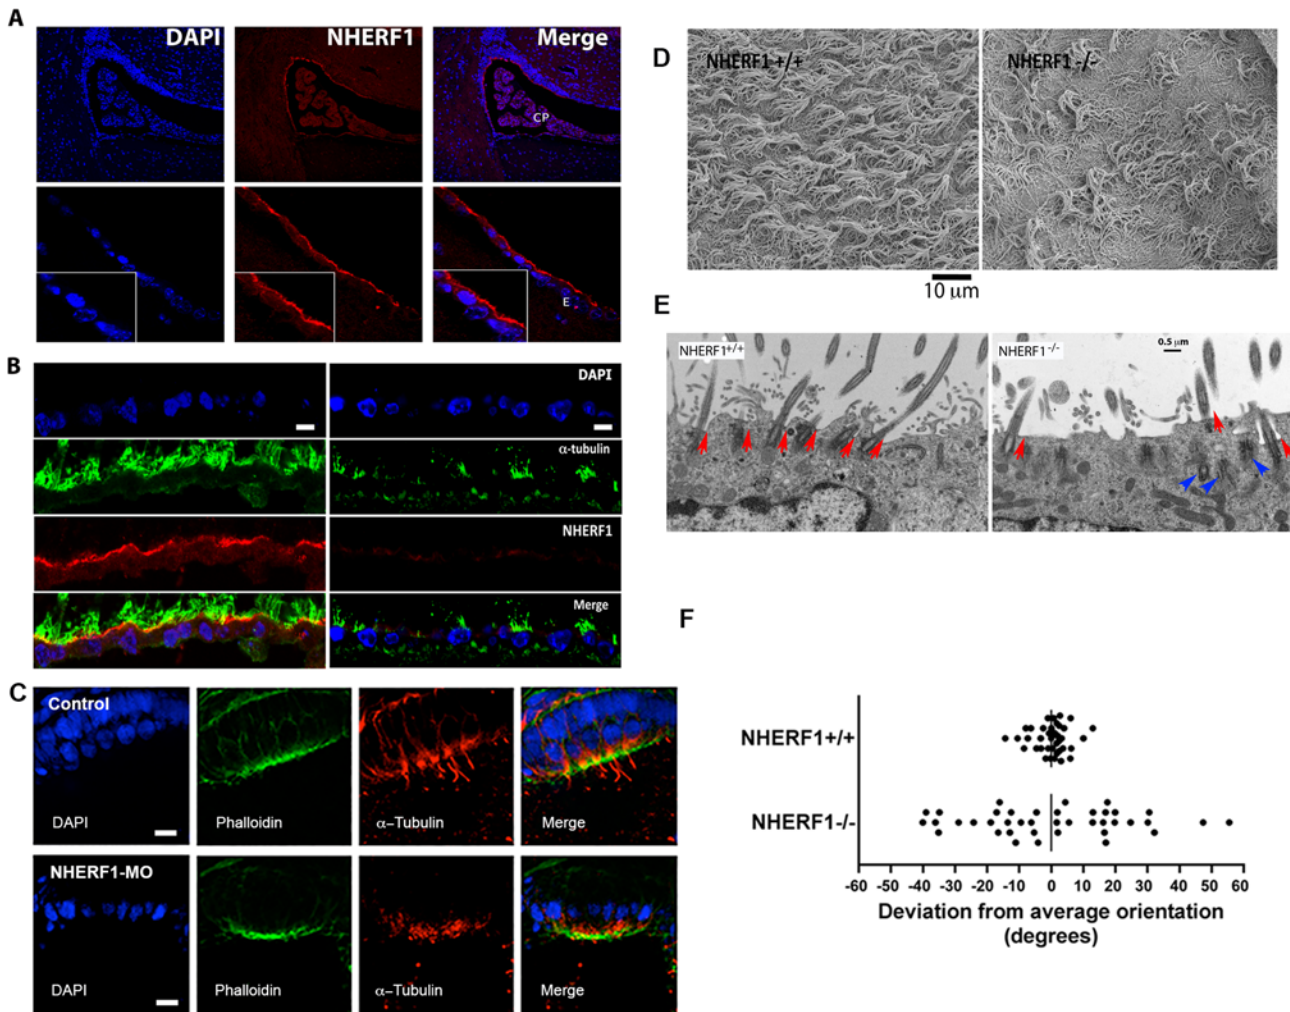 A
DAPI
NHERF1
Merge
CP
E
B
DAPI
α-tubulin
NHERF1
Merge
C
Control
DAPI
Phalloidin
α-Tubulin
Merge
NHERF1-MO
DAPI
Phalloidin
α-Tubulin
Merge
D
NHERF1 +/+
NHERF1 -/-
10 μm
E
NHERF1+/+
NHERF1-/-
0.5 μm
F
NHERF1+/+
NHERF1-/-
-60 -50 -40 -30 -20 -10 0 10 20 30 40 50 60
Deviation from average orientation
(degrees)